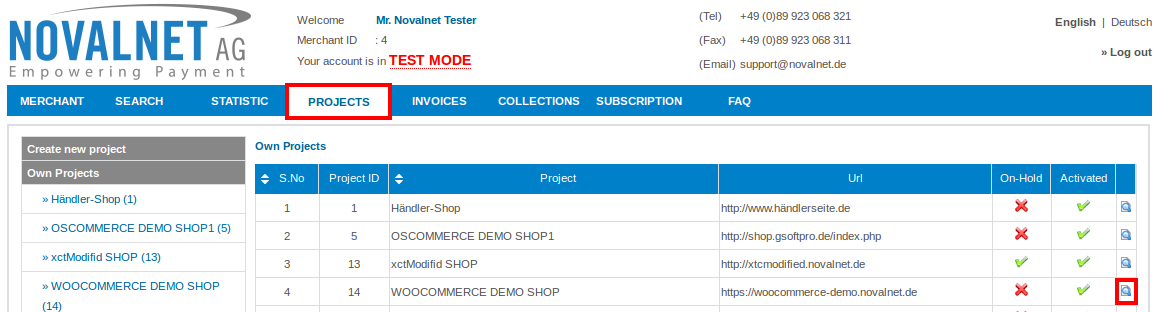 NOVALNET AG
Empowering Payment
Welcome Mr. Novalnet Tester
Merchant ID : 4
Your account is in TEST MODE
(Tel) +49 (0)89 923 068 321
(Fax) +49 (0)89 923 068 311
(Email) support@novalnet.de
English | Deutsch
» Log out
MERCHANT SEARCH STATISTIC PROJECTS INVOICES COLLECTIONS SUBSCRIPTION FAQ
Create new project
Own Projects
» Händler-Shop (1)
» OSCOMMERCE DEMO SHOP1 (5)
» xctModifid SHOP (13)
» WOOCOMMERCE DEMO SHOP
(14)
Own Projects
S.No Project ID Project Url On-Hold Activated
1 1 Händler-Shop http://www.händlerseite.de
2 5 OSCOMMERCE DEMO SHOP1 http://shop.gsoftpro.de/index.php
3 13 xctModifid SHOP http://xtcmodified.novalnet.de
4 14 WOOCOMMERCE DEMO SHOP https://woocommerce-demo.novalnet.de